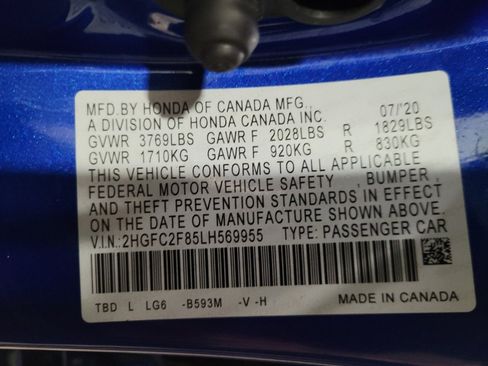 MFD.BY HONDA OF CANADA MFG.,
A DIVISION OF HONDA CANADA INC. 07/'20
GVWR 3769LBS GAWR F 2028LBS R 1829LBS
GVWR 1710KG GAWR F 920KG R 830KG
THIS VEHICLE CONFORMS TO ALL APPLICABLE
FEDERAL MOTOR VEHICLE SAFETY , BUMPER ,
AND THEFT PREVENTION STANDARDS IN EFFECT
ON THE DATE OF MANUFACTURE SHOWN ABOVE.
V.I.N.: 2HGFC2F85LH569955 TYPE: PASSENGER CAR
TBD L LG6 -B593M -V -H
MADE IN CANADA